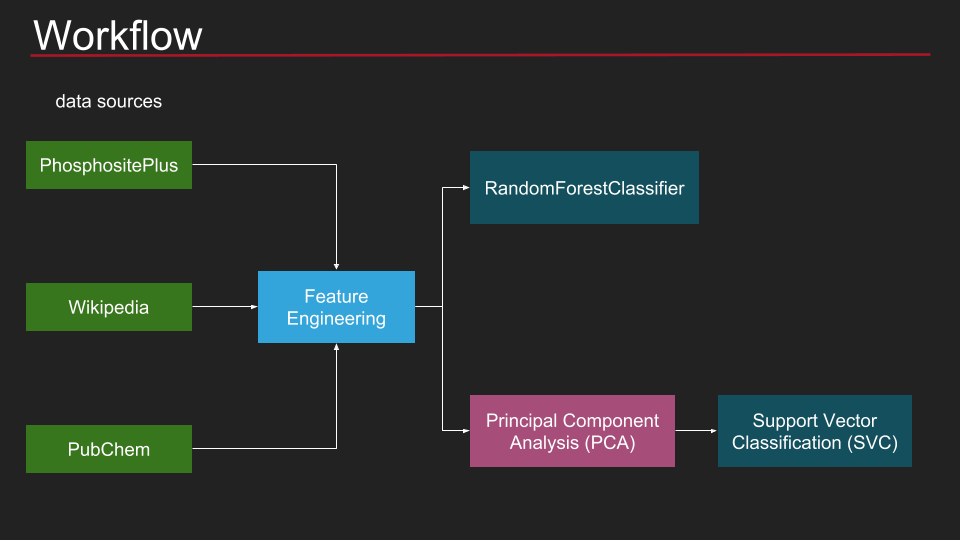 Workflow
data sources
PhosphositePlus
RandomForestClassifier
Wikipedia
Feature
Engineering
PubChem
Principal Component
Analysis (PCA)
Support Vector
Classification (SVC)